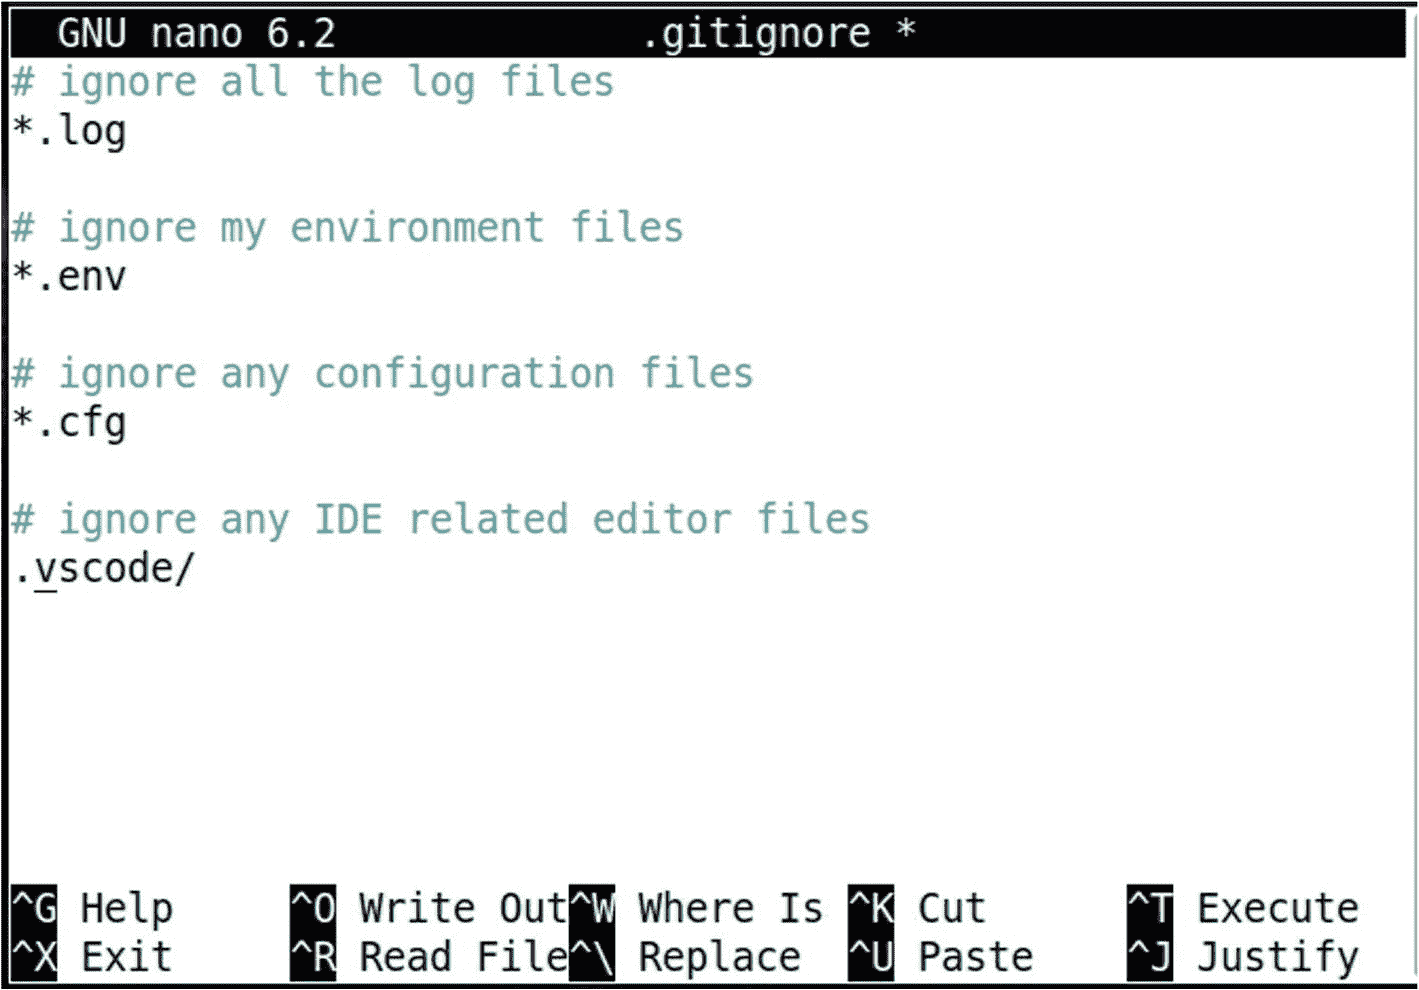 GNU nano 6.2 .gitignore *
# ignore all the log files
*.log
# ignore my environment files
*.env
# ignore any configuration files
*.cfg
# ignore any IDE related editor files
.vscode/
^G Help ^O Write Out ^W Where Is ^K Cut ^T Execute
^X Exit ^R Read File ^\ Replace ^U Paste ^J Justify